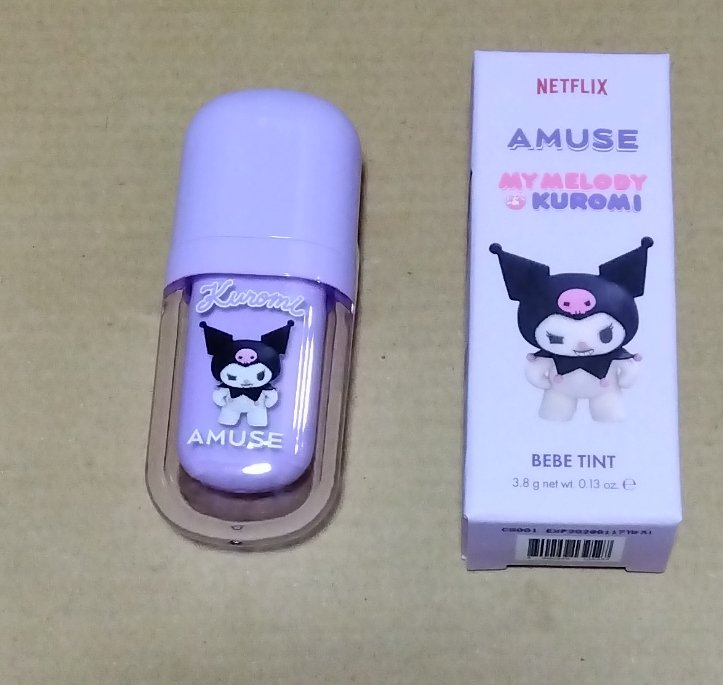 Kuromi
AMUSE
NETFLIX
AMUSE
MY MELODY
& KUROMI
BEBE TINT
3.8 g net wt. 0.13 oz. ℮